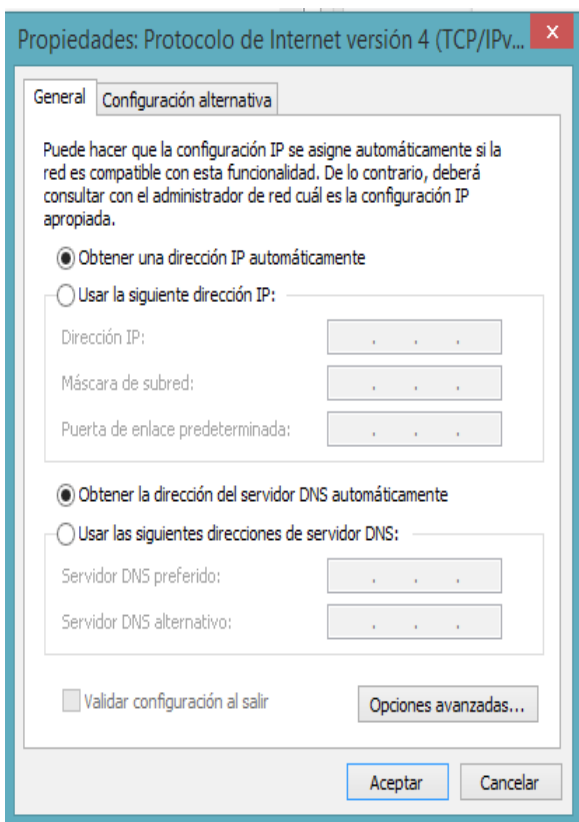 Propiedades: Protocolo de Internet versión 4 (TCP/IPv...
x
General
Configuración alternativa
Puede hacer que la configuración IP se asigne automáticamente si la
red es compatible con esta funcionalidad. De lo contrario, deberá
consultar con el administrador de red cuál es la configuración IP
apropiada.
Obtener una dirección IP automáticamente
Usar la siguiente dirección IP:
Dirección IP: . . .
Máscara de subred: . . .
Puerta de enlace predeterminada: . . .
Obtener la dirección del servidor DNS automáticamente
Usar las siguientes direcciones de servidor DNS:
Servidor DNS preferido: . . .
Servidor DNS alternativo: . . .
Validar configuración al salir
Opciones avanzadas...
Aceptar
Cancelar